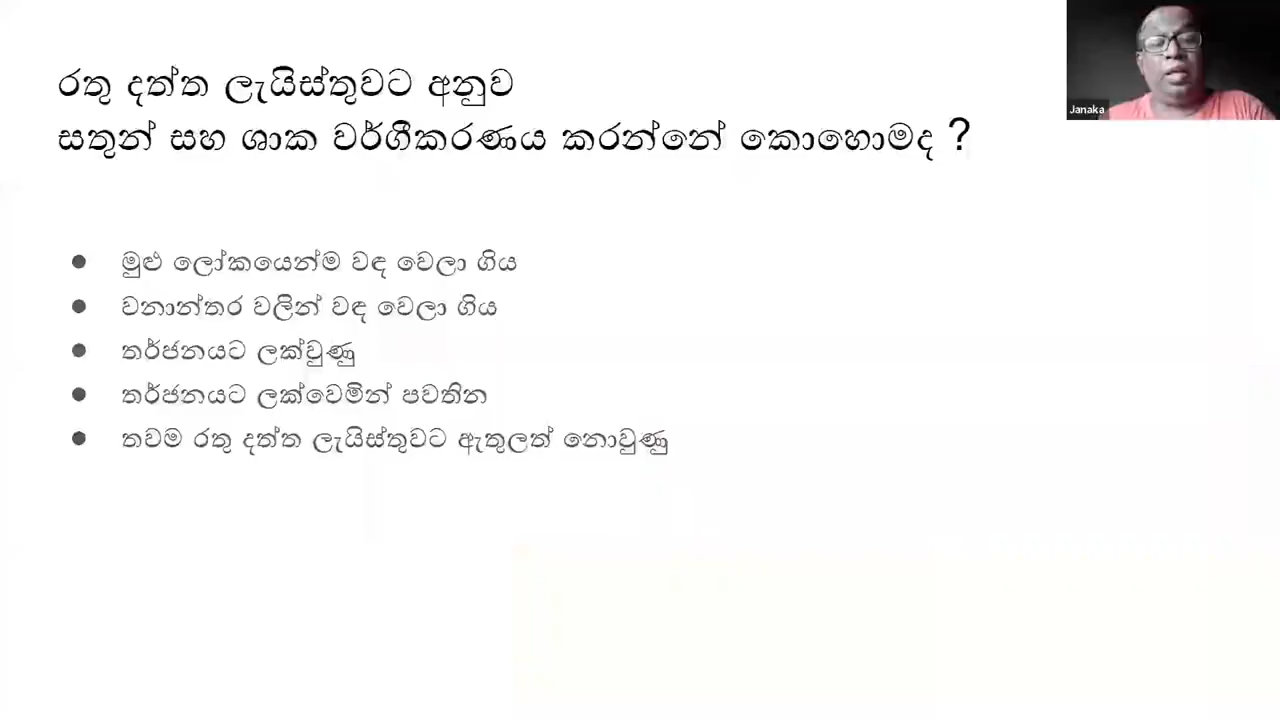 රතු දත්ත ලැයිස්තුවට අනුව
සතුන් සහ ශාක වර්ගීකරණය කරන්නේ කොහොමද ?
Janaka
● මුළු ලෝකයෙන්ම වඳ වෙලා ගිය
● වනාන්තර වලින් වඳ වෙලා ගිය
● තර්ජනයට ලක්වුණු
● තර්ජනයට ලක්වෙමින් පවතින
● තවම රතු දත්ත ලැයිස්තුවට ඇතුලත් නොවුණු